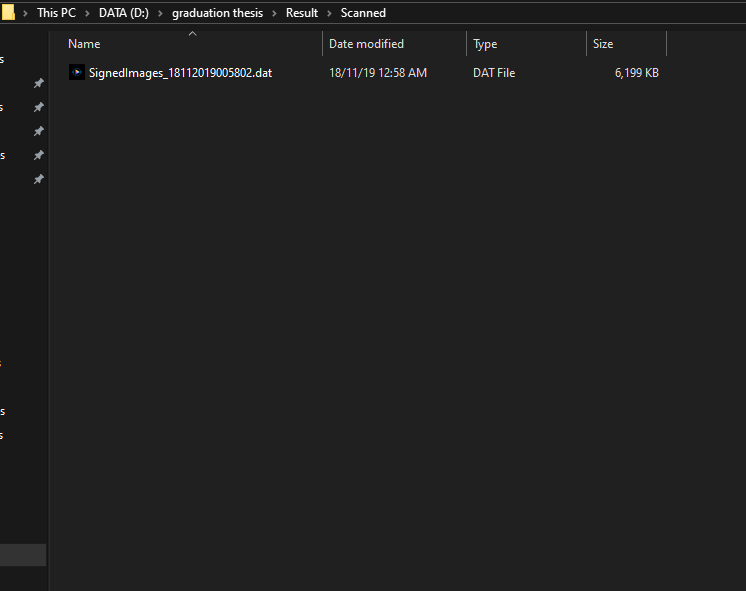 This PC > DATA (D:) > graduation thesis > Result > Scanned
Name Date modified Type Size
SignedImages_18112019005802.dat 18/11/19 12:58 AM DAT File 6,199 KB
s
s
s
s
s
s